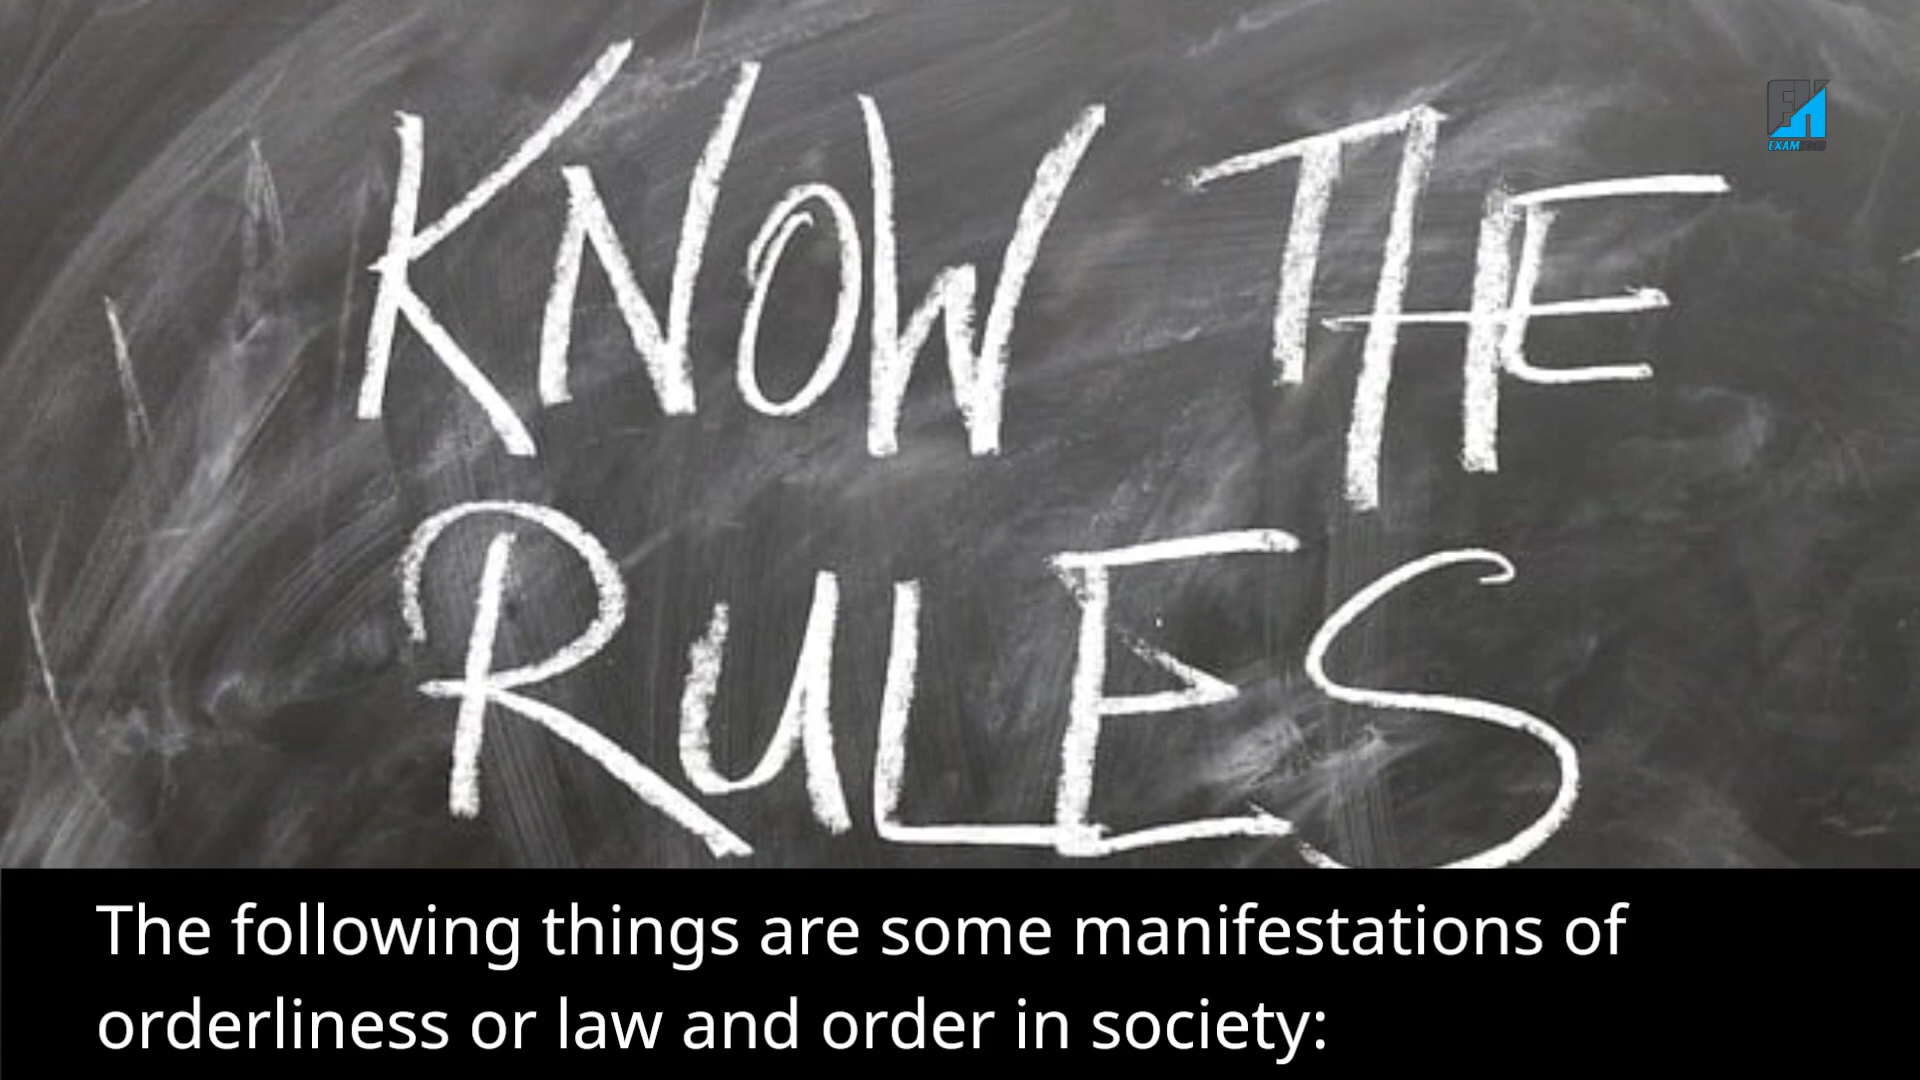 KNOW THE
EXAM
RULES
The following things are some manifestations of
orderliness or law and order in society: